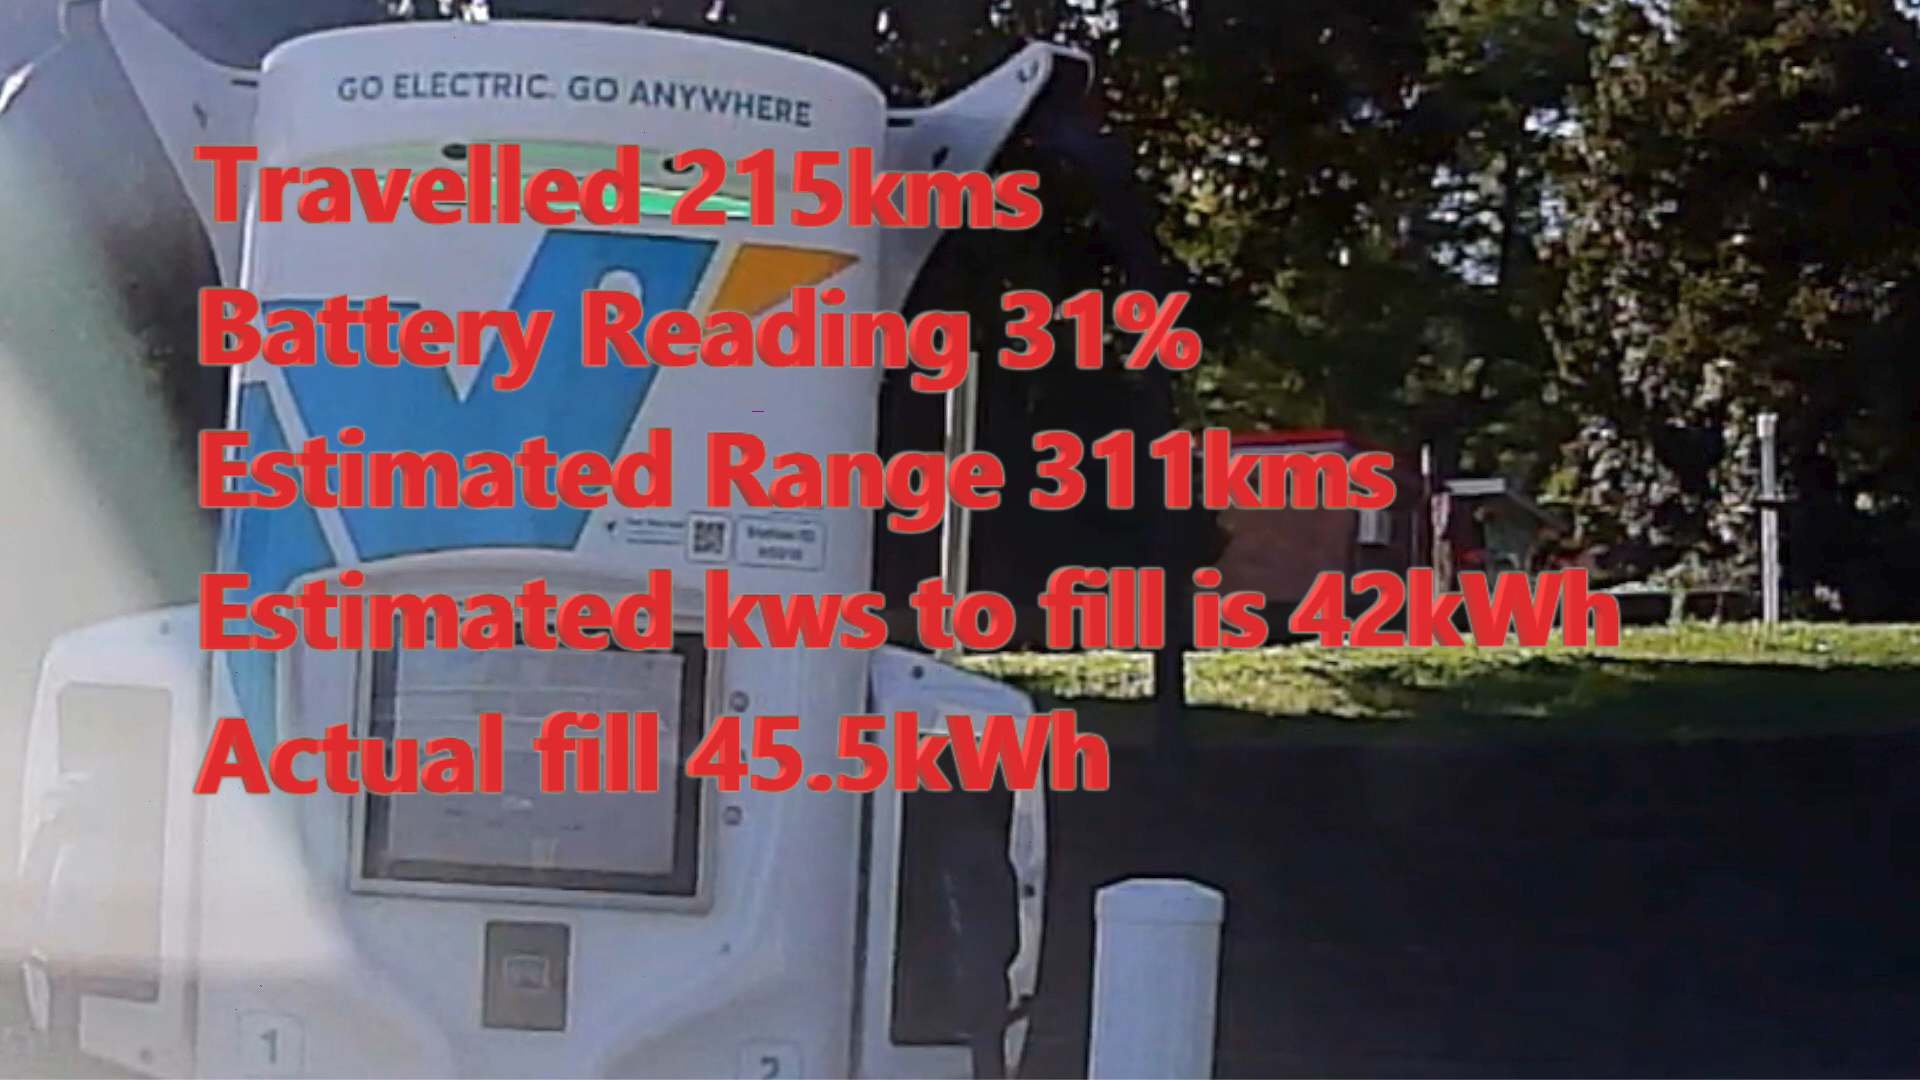 GO ELECTRIC. GO ANYWHERE
Travelled 215kms
Battery Reading 31%
Estimated Range 311kms
Estimated kws to fill is 42kWh
Actual fill 45.5kWh
1
2